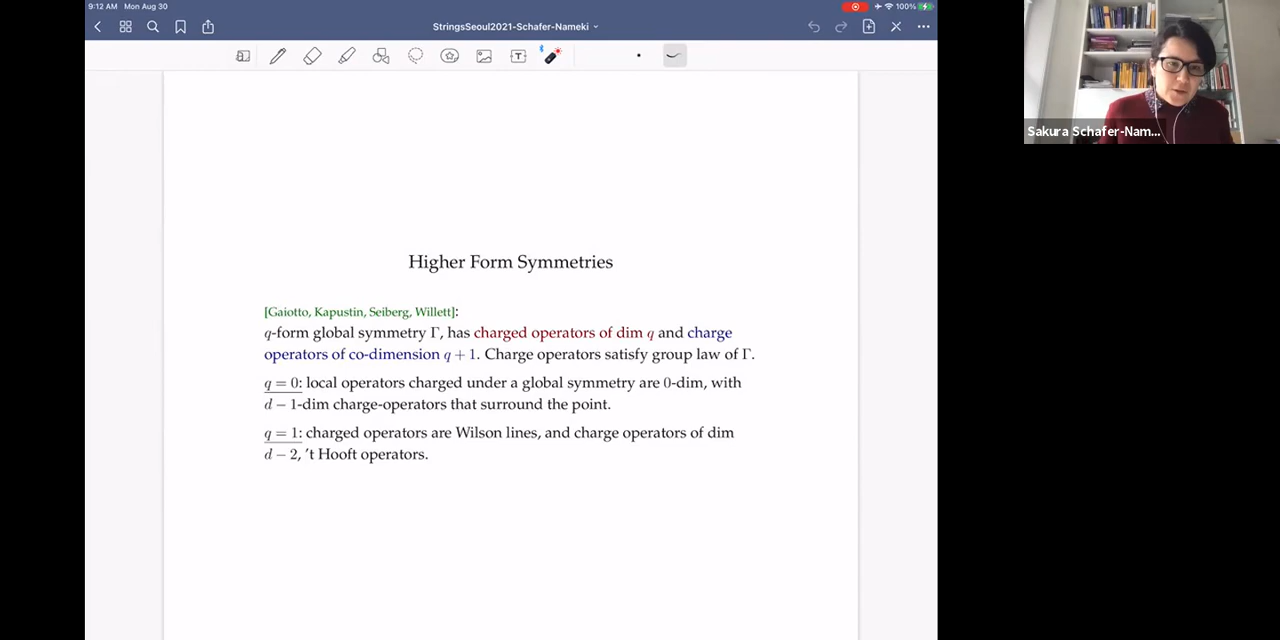 9:12 AM Mon Aug 30
100%
StringsSeoul2021-Schafer-Nameki
T
Sakura Schafer-Nam...
Higher Form Symmetries
[Gaiotto, Kapustin, Seiberg, Willett]:
q-form global symmetry Γ, has charged operators of dim q and charge
operators of co-dimension q + 1. Charge operators satisfy group law of Γ.
q = 0: local operators charged under a global symmetry are 0-dim, with
d − 1-dim charge-operators that surround the point.
q = 1: charged operators are Wilson lines, and charge operators of dim
d − 2, 't Hooft operators.